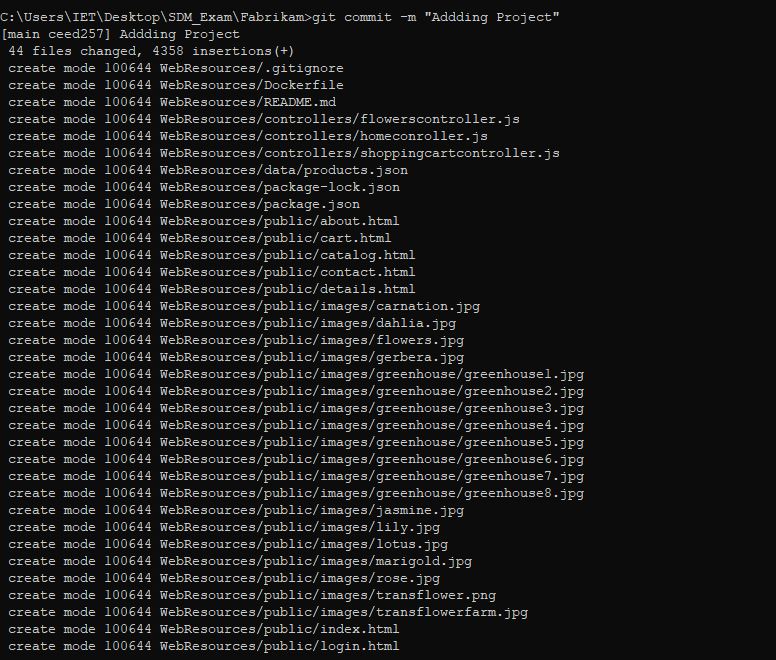 C:\Users\IET\Desktop\SDM_Exam\Fabrikam>git commit -m "Addding Project"
[main ceed257] Addding Project
 44 files changed, 4358 insertions(+)
 create mode 100644 WebResources/.gitignore
 create mode 100644 WebResources/Dockerfile
 create mode 100644 WebResources/README.md
 create mode 100644 WebResources/controllers/flowerscontroller.js
 create mode 100644 WebResources/controllers/homeconroller.js
 create mode 100644 WebResources/controllers/shoppingcartcontroller.js
 create mode 100644 WebResources/data/products.json
 create mode 100644 WebResources/package-lock.json
 create mode 100644 WebResources/package.json
 create mode 100644 WebResources/public/about.html
 create mode 100644 WebResources/public/cart.html
 create mode 100644 WebResources/public/catalog.html
 create mode 100644 WebResources/public/contact.html
 create mode 100644 WebResources/public/details.html
 create mode 100644 WebResources/public/images/carnation.jpg
 create mode 100644 WebResources/public/images/dahlia.jpg
 create mode 100644 WebResources/public/images/flowers.jpg
 create mode 100644 WebResources/public/images/gerbera.jpg
 create mode 100644 WebResources/public/images/greenhouse/greenhouse1.jpg
 create mode 100644 WebResources/public/images/greenhouse/greenhouse2.jpg
 create mode 100644 WebResources/public/images/greenhouse/greenhouse3.jpg
 create mode 100644 WebResources/public/images/greenhouse/greenhouse4.jpg
 create mode 100644 WebResources/public/images/greenhouse/greenhouse5.jpg
 create mode 100644 WebResources/public/images/greenhouse/greenhouse6.jpg
 create mode 100644 WebResources/public/images/greenhouse/greenhouse7.jpg
 create mode 100644 WebResources/public/images/greenhouse/greenhouse8.jpg
 create mode 100644 WebResources/public/images/jasmine.jpg
 create mode 100644 WebResources/public/images/lily.jpg
 create mode 100644 WebResources/public/images/lotus.jpg
 create mode 100644 WebResources/public/images/marigold.jpg
 create mode 100644 WebResources/public/images/rose.jpg
 create mode 100644 WebResources/public/images/transflower.png
 create mode 100644 WebResources/public/images/transflowerfarm.jpg
 create mode 100644 WebResources/public/index.html
 create mode 100644 WebResources/public/login.html